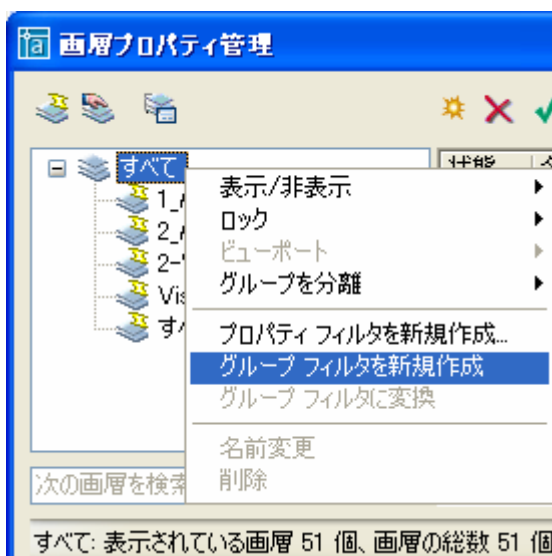 画層プロパティ管理
すべて
状態
1_
2_
2-
Vis
す
表示/非表示
ロック
ビューポート
グループを分離
プロパティ フィルタを新規作成...
グループ フィルタを新規作成
グループ フィルタに変換
名前変更
削除
次の画層を検索
すべて: 表示されている画層 51 個、画層の総数 51 個